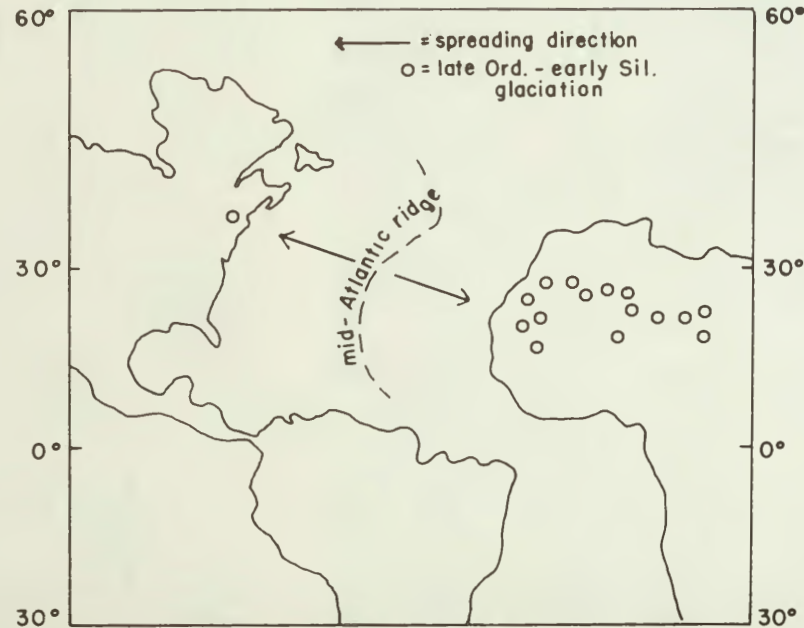 60°
60°
= spreading direction
= late Ord. - early Sil.
glaciation
mid-Atlantic ridge
30°
30°
0°
0°
30°
30°